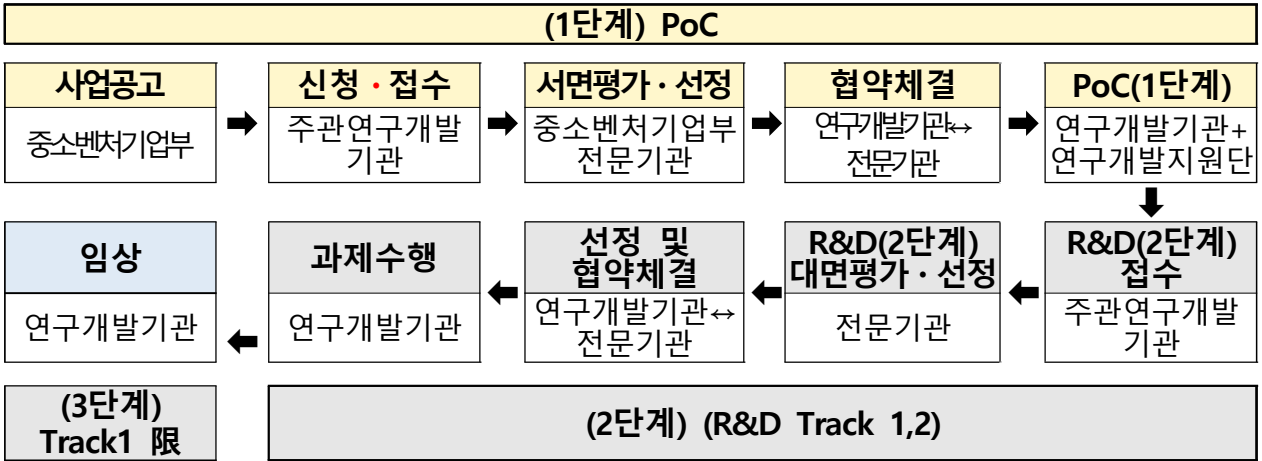 (1단계) PoC
사업공고
중소벤처기업부
신청·접수
주관연구개발
기관
서면평가·선정
중소벤처기업부
전문기관
협약체결
연구개발기관↔
전문기관
PoC(1단계)
연구개발기관+
연구개발지원단
임상
연구개발기관
과제수행
연구개발기관
선정 및
협약체결
연구개발기관↔
전문기관
R&D(2단계)
대면평가·선정
전문기관
R&D(2단계)
접수
주관연구개발
기관
(3단계)
Track1 限
(2단계) (R&D Track 1,2)